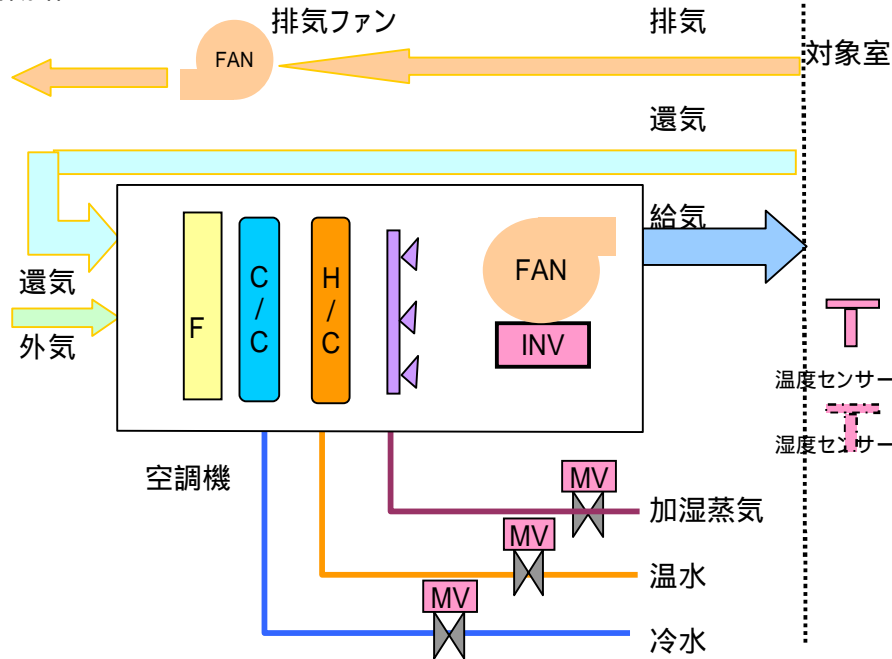 排気ファン
排気
FAN
対象室
還気
給気
C/C
H/C
FAN
還気
F
INV
外気
温度センサー
湿度センサー
空調機
MV
加湿蒸気
MV
温水
MV
冷水